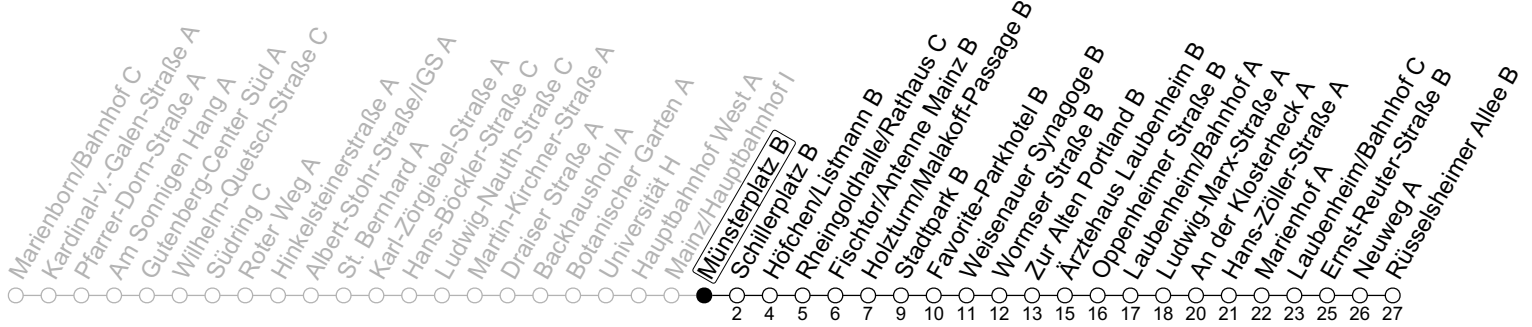 Marienborn/Bahnhof C
Kardinal-v.-Galen-Straße A
Pfarrer-Dorn-Straße A
Am Sonnigen Hang A
Gutenberg-Center Süd A
Wilhelm-Quetsch-Straße C
Südring C
Roter Weg A
Hinkelsteinerstraße A
Albert-Stohr-Straße/IGS A
St. Bernhard A
Karl-Zörgiebel-Straße A
Hans-Böckler-Straße C
Ludwig-Nauth-Straße C
Martin-Kirchner-Straße A
Draiser Straße A
Backhaushohl A
Botanischer Garten A
Universität H
Hauptbahnhof West A
Mainz/Hauptbahnhof I
Münsterplatz B
Schillerplatz B
Höfchen/Listmann B
Rheingoldhalle/Rathaus C
Fischtor/Antenne Mainz B
Holzturm/Malakoff-Passage B
Stadtpark B
Favorite-Parkhotel B
Weisenauer Synagoge B
Wormser Straße B
Zur Alten Portland B
Ärztehaus Laubenheim B
Oppenheimer Straße B
Laubenheim/Bahnhof A
Ludwig-Marx-Straße A
An der Klosterheck A
Hans-Zöller-Straße A
Marienhof A
Laubenheim/Bahnhof C
Ernst-Reuter-Straße B
Neuweg A
Rüsselsheimer Allee B
2 4 5 6 7 9 10 11 12 13 15 16 17 18 20 21 22 23 25 26 27